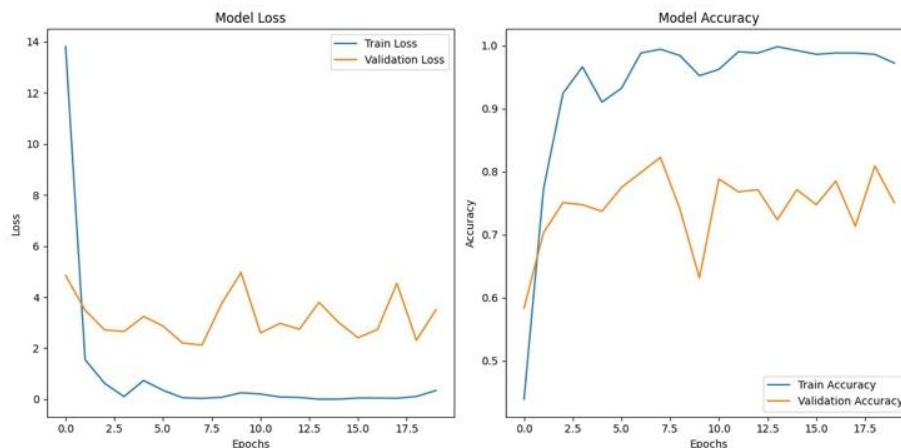 Model Loss
14
12
10
8
6
4
2
0
Loss
Train Loss
Validation Loss
0.0 2.5 5.0 7.5 10.0 12.5 15.0 17.5
Epochs
Model Accuracy
1.0
0.9
0.8
0.7
0.6
0.5
Accuracy
Train Accuracy
Validation Accuracy
0.0 2.5 5.0 7.5 10.0 12.5 15.0 17.5
Epochs